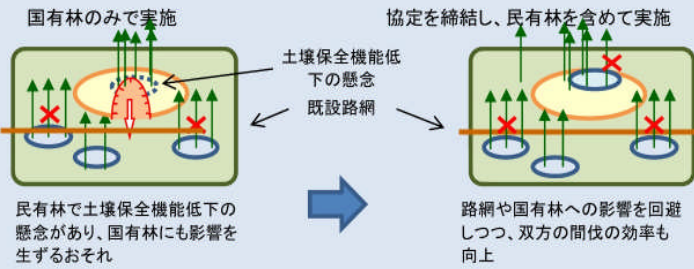 国有林のみで実施
協定を締結し、民有林を含めて実施
土壌保全機能低
下の懸念
既設路網
民有林で土壌保全機能低下の
懸念があり、国有林にも影響を
生ずるおそれ
路網や国有林への影響を回避
しつつ、双方の間伐の効率も
向上